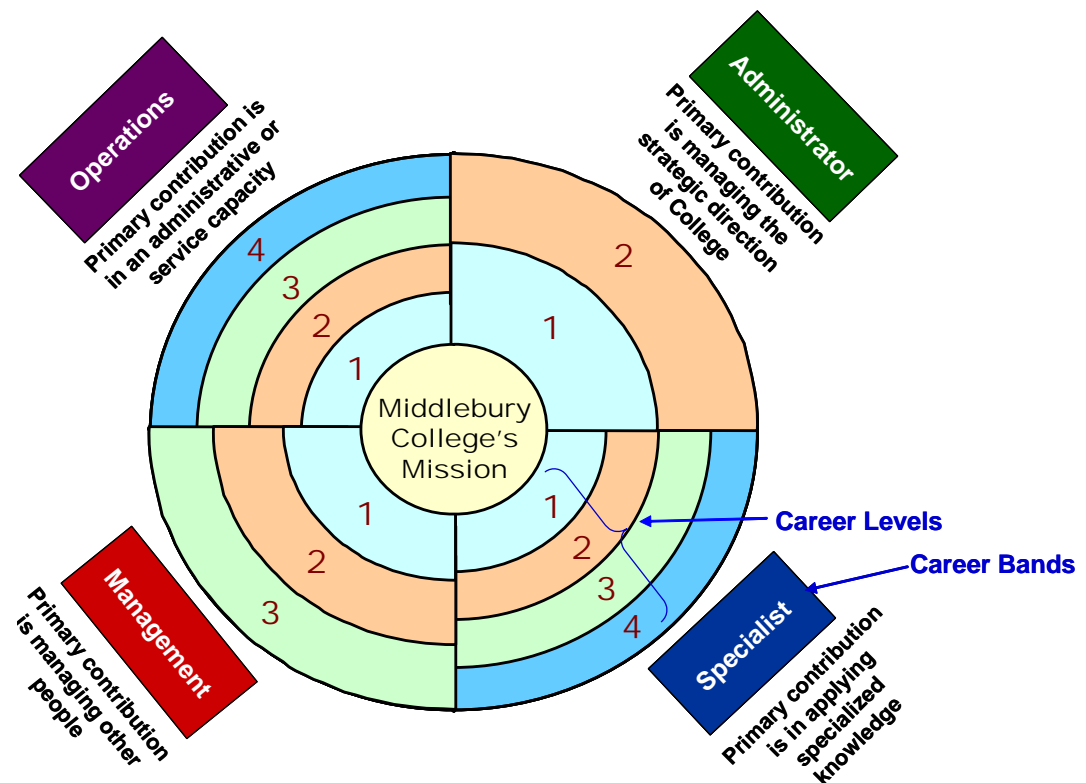 Operations
Primary contribution is
in an administrative or
service capacity
Administrator
Primary contribution
is managing the
strategic direction
of College
4
3
2
1
2
1
Middlebury
College's
Mission
1
2
3
1
2
3
4
Career Levels
Career Bands
Management
Primary contribution
is managing other
people
Specialist
Primary contribution
is in applying
specialized
knowledge